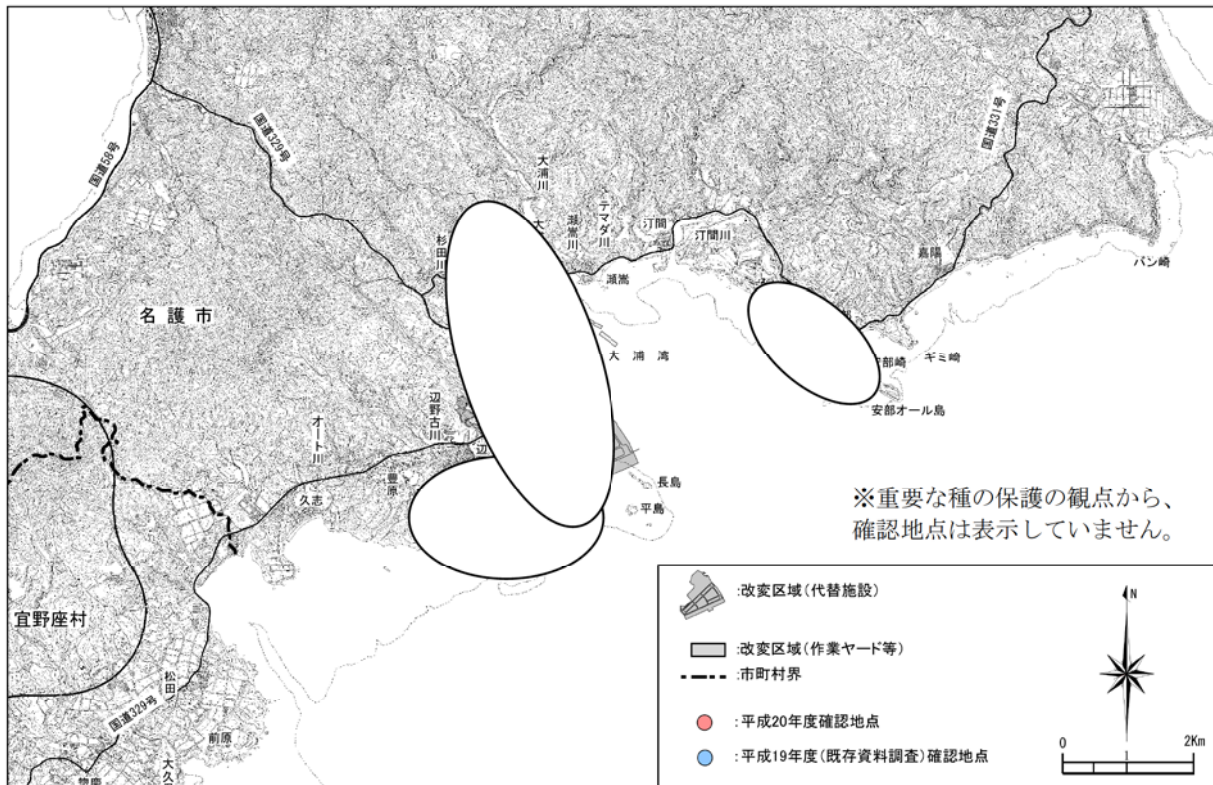 国道58号
国道329号
国道331号
大浦川
大
瀬嵩川
テマダ川
汀間
汀間川
杉田川
瀬嵩
嘉陽
バン崎
名護市
大浦湾
安部崎
ギミ崎
安部オール島
辺野古川
オート川
辺
豊原
久志
長島
平島
※重要な種の保護の観点から、
確認地点は表示していません。
宜野座村
松田
国道329号
前原
惣慶
大久
:改変区域(代替施設)
:改変区域(作業ヤード等)
:市町村界
:平成20年度確認地点
:平成19年度(既存資料調査)確認地点
N
0
2Km